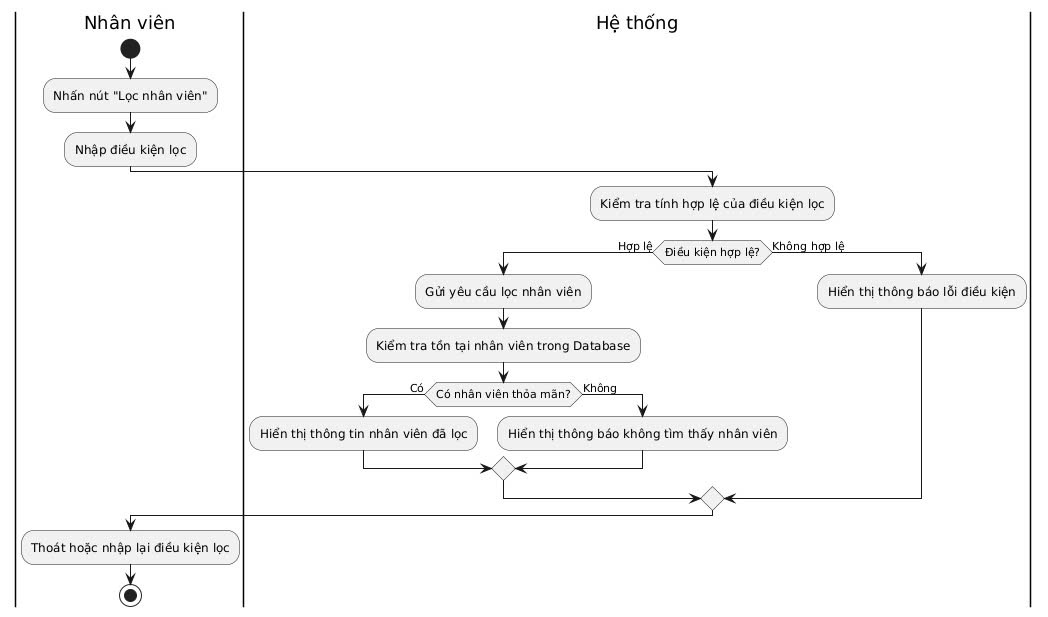 Nhân viên
Hệ thống
Nhấn nút "Lọc nhân viên"
Nhập điều kiện lọc
Kiểm tra tính hợp lệ của điều kiện lọc
Hợp lệ
Điều kiện hợp lệ?
Không hợp lệ
Gửi yêu cầu lọc nhân viên
Hiển thị thông báo lỗi điều kiện
Kiểm tra tồn tại nhân viên trong Database
Có
Có nhân viên thỏa mãn?
Không
Hiển thị thông tin nhân viên đã lọc
Hiển thị thông báo không tìm thấy nhân viên
Thoát hoặc nhập lại điều kiện lọc